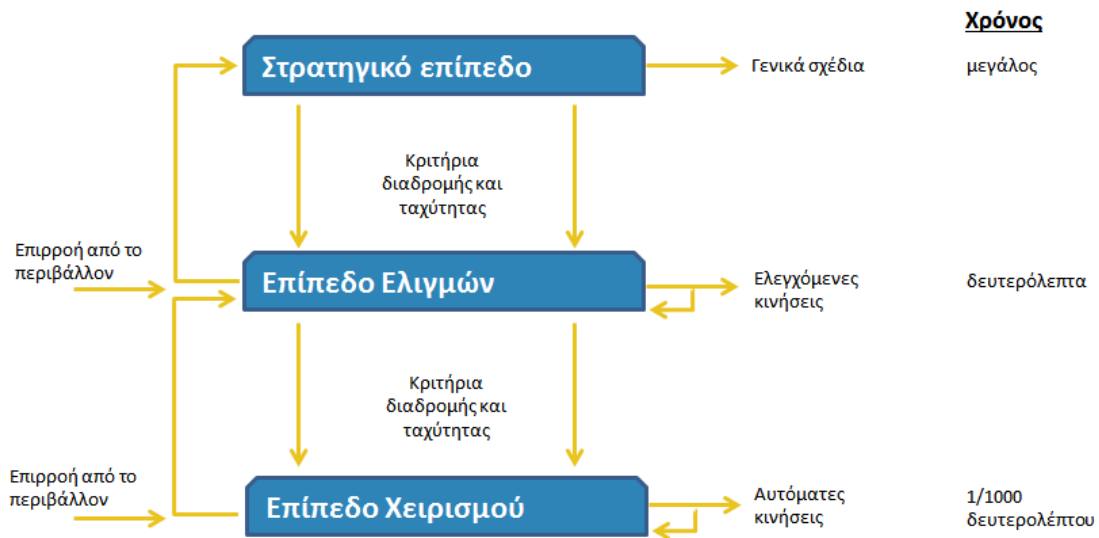 Χρόνος
Στρατηγικό επίπεδο
Γενικά σχέδια
μεγάλος
Κριτήρια
διαδρομής και
ταχύτητας
Επιρροή από το
περιβάλλον
Επίπεδο Ελιγμών
Ελεγχόμενες
κινήσεις
δευτερόλεπτα
Κριτήρια
διαδρομής και
ταχύτητας
Επιρροή από το
περιβάλλον
Επίπεδο Χειρισμού
Αυτόματες
κινήσεις
1/1000
δευτερολέπτου